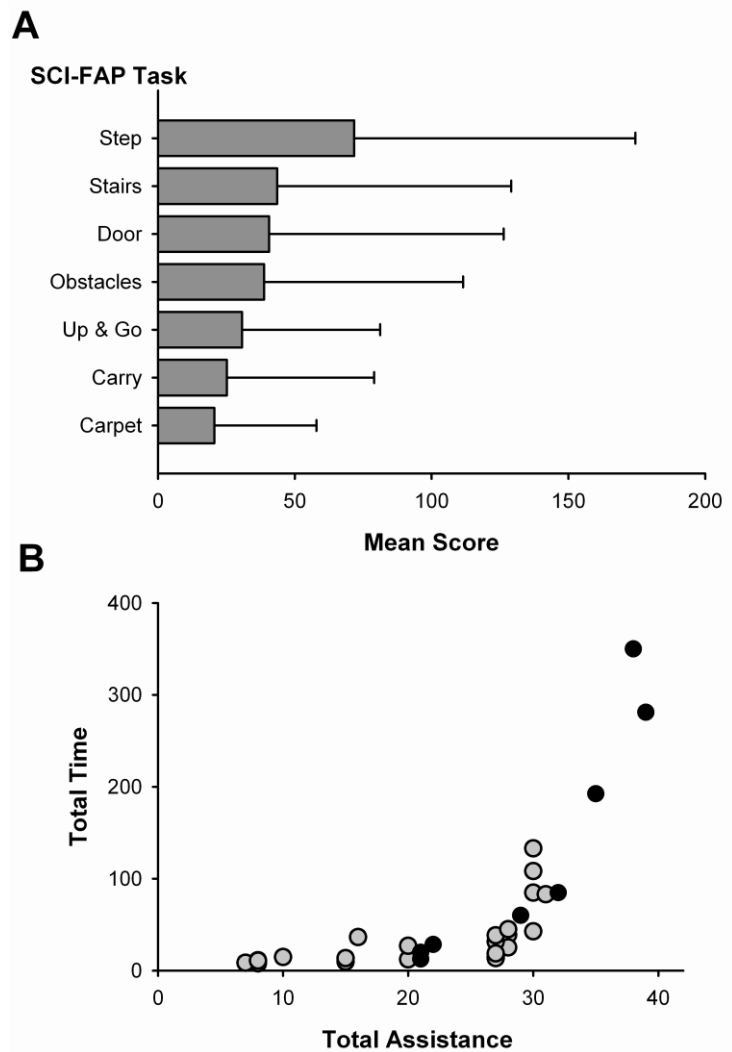 A
SCI-FAP Task
Step
Stairs
Door
Obstacles
Up & Go
Carry
Carpet
0 50 100 150 200
Mean Score
B
400
300
200
100
0
Total Time
0 10 20 30 40
Total Assistance